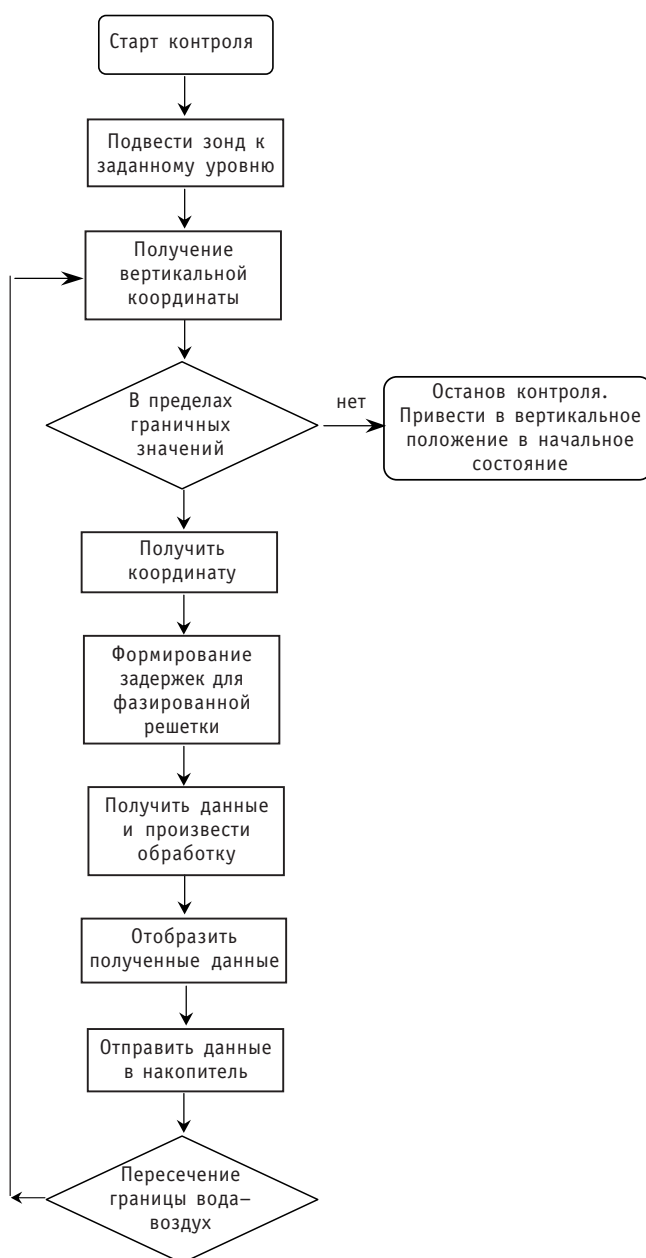 Старт контроля
Подвести зонд к
заданному уровню
Получение
вертикальной
координаты
В пределах
граничных
значений
нет
Останов контроля.
Привести в вертикальное
положение в начальное
состояние
Получить
координату
Формирование
задержек для
фазированной
решетки
Получить данные
и произвести
обработку
Отобразить
полученные данные
Отправить данные
в накопитель
Пересечение
границы вода–
воздух